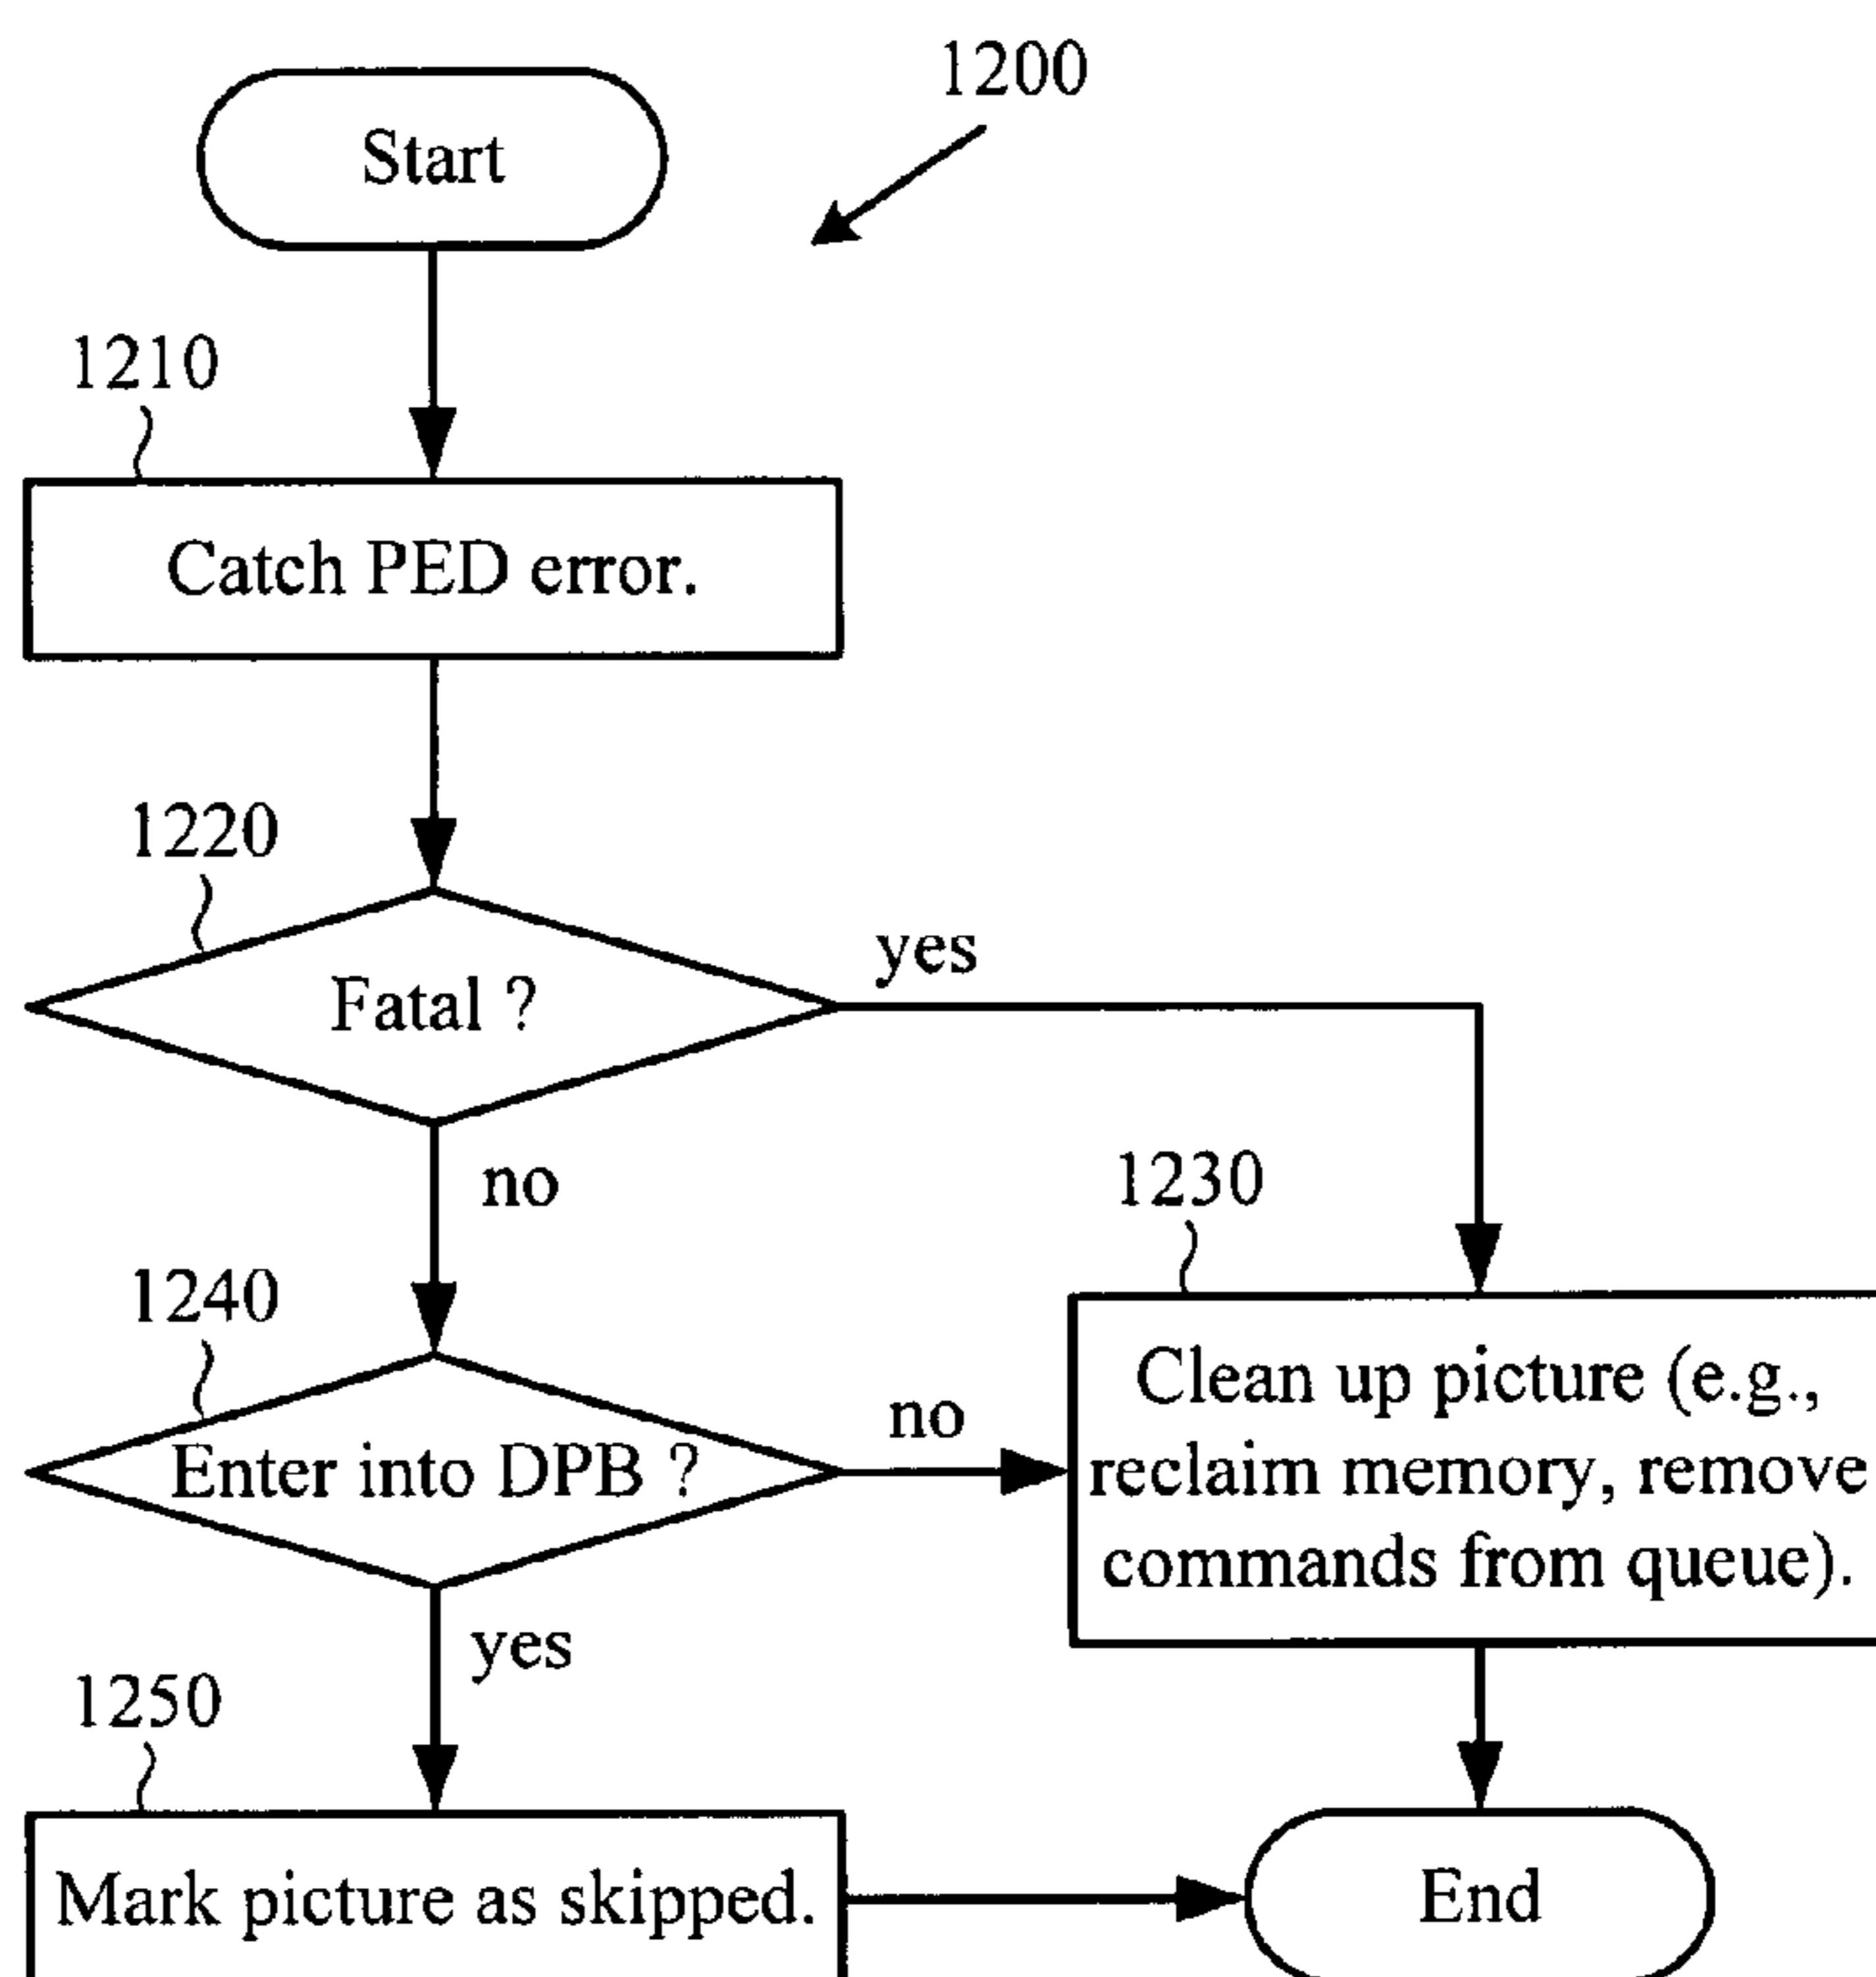 1200
Start
1210
Catch PED error.
1220
Fatal ?
yes
no
1230
Clean up picture (e.g.,
reclaim memory, remove
commands from queue).
1240
Enter into DPB ?
no
yes
1250
Mark picture as skipped.
End